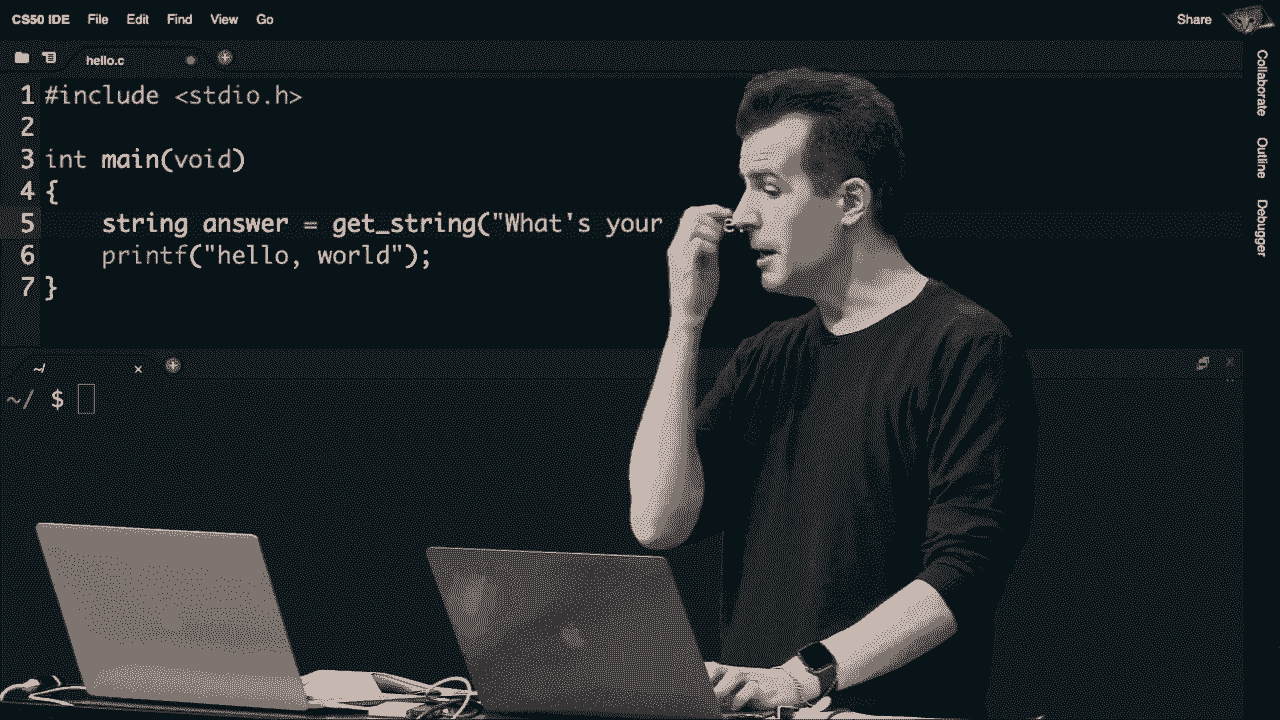 CS50 IDE File Edit Find View Go Share
hello.c
Collaborate
Outline
Debugger
1 #include <stdio.h>
2
3 int main(void)
4 {
5 string answer = get_string("What's your
6 printf("hello, world");
7 }
~/
~/ $